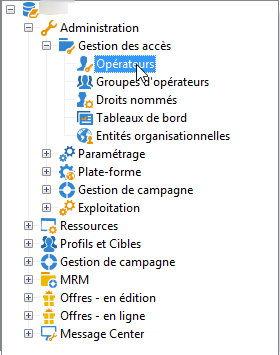 Administration
Gestion des accès
Opérateurs
Groupes d'opérateurs
Droits nommés
Tableaux de bord
Entités organisationnelles
Paramétrage
Plate-forme
Gestion de campagne
Exploitation
Ressources
Profils et Cibles
Gestion de campagne
MRM
Offres - en édition
Offres - en ligne
Message Center